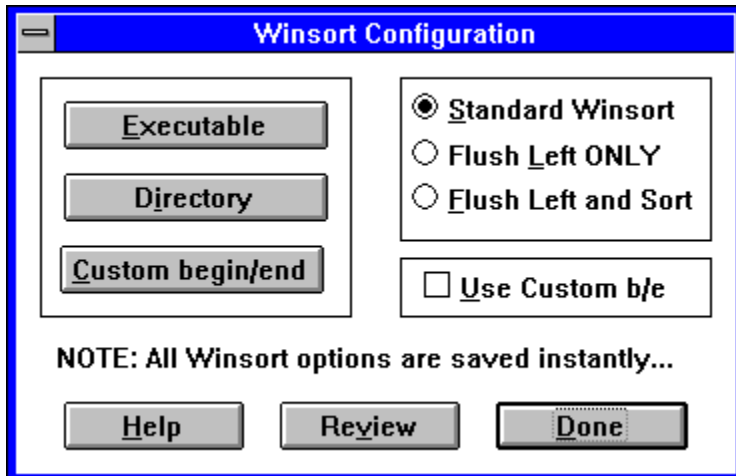 Winsort Configuration
Executable
Directory
Custom begin/end
Standard Winsort
Flush Left ONLY
Flush Left and Sort
Use Custom b/e
NOTE: All Winsort options are saved instantly...
Help
Review
Done